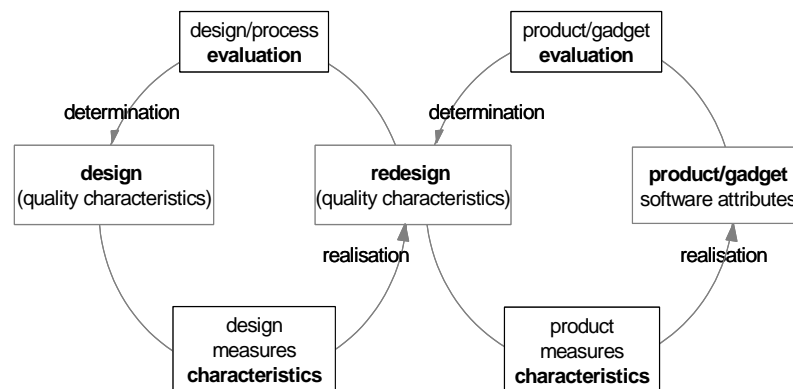 design/process
evaluation
product/gadget
evaluation
determination
determination
design
(quality characteristics)
redesign
(quality characteristics)
product/gadget
software attributes
realisation
realisation
design
measures
characteristics
product
measures
characteristics